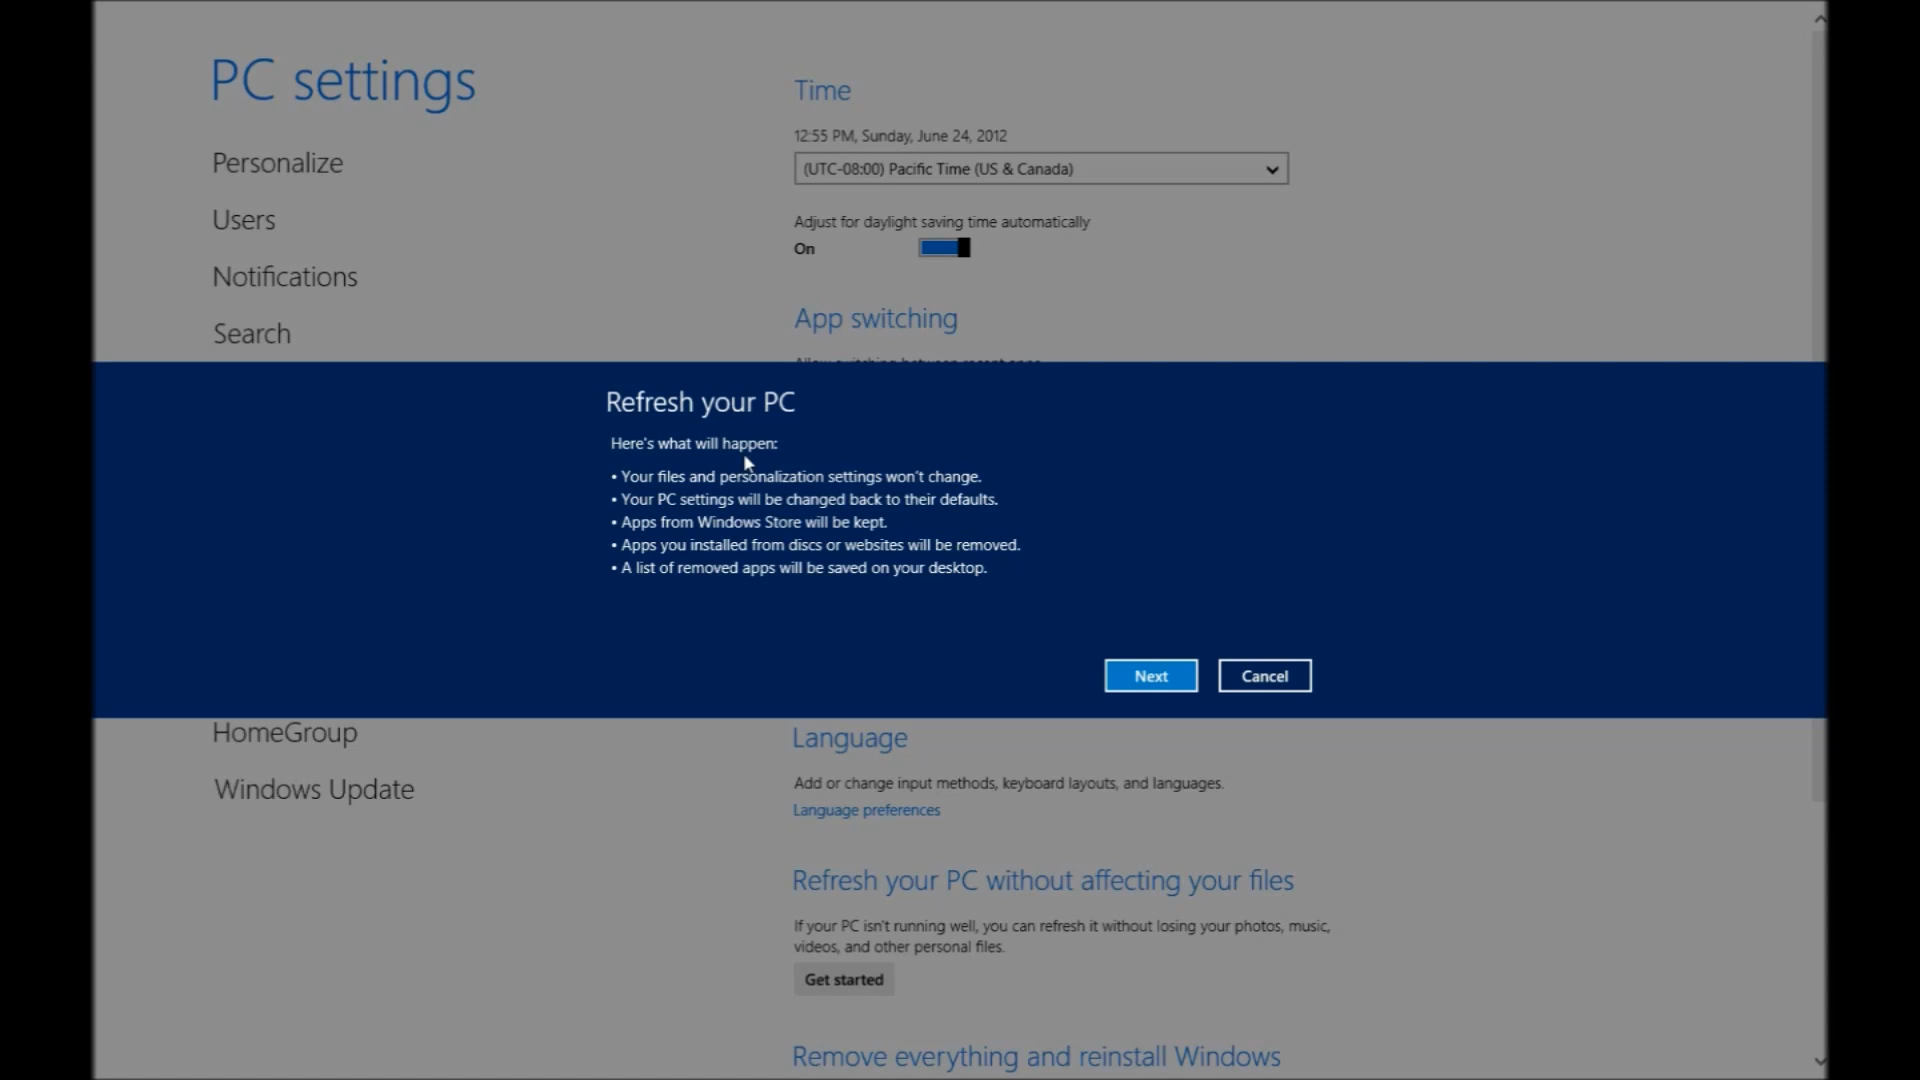 PC settings
Personalize
Users
Notifications
Search
HomeGroup
Windows Update
Time
12:55 PM, Sunday, June 24, 2012
(UTC-08:00) Pacific Time (US & Canada)
Adjust for daylight saving time automatically
On
App switching
Refresh your PC
Here's what will happen:
• Your files and personalization settings won't change.
• Your PC settings will be changed back to their defaults.
• Apps from Windows Store will be kept.
• Apps you installed from discs or websites will be removed.
• A list of removed apps will be saved on your desktop.
Next
Cancel
Language
Add or change input methods, keyboard layouts, and languages.
Language preferences
Refresh your PC without affecting your files
If your PC isn't running well, you can refresh it without losing your photos, music,
videos, and other personal files.
Get started
Remove everything and reinstall Windows